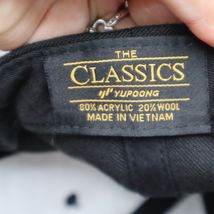 THE
CLASSICS
YUPOONG
80% ACRYLIC 20% WOOL
MADE IN VIETNAM